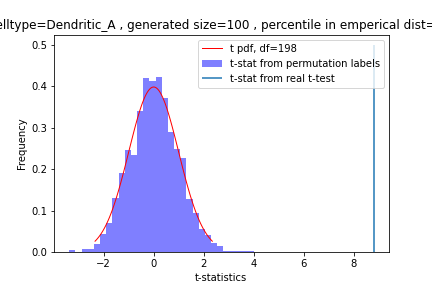 elltype=Dendritic_A , generated size=100 , percentile in emperical dist=
0.5
0.4
0.3
0.2
0.1
0.0
Frequency
t pdf, df=198
t-stat from permutation labels
t-stat from real t-test
−2
0
2
4
6
8
t-statistics